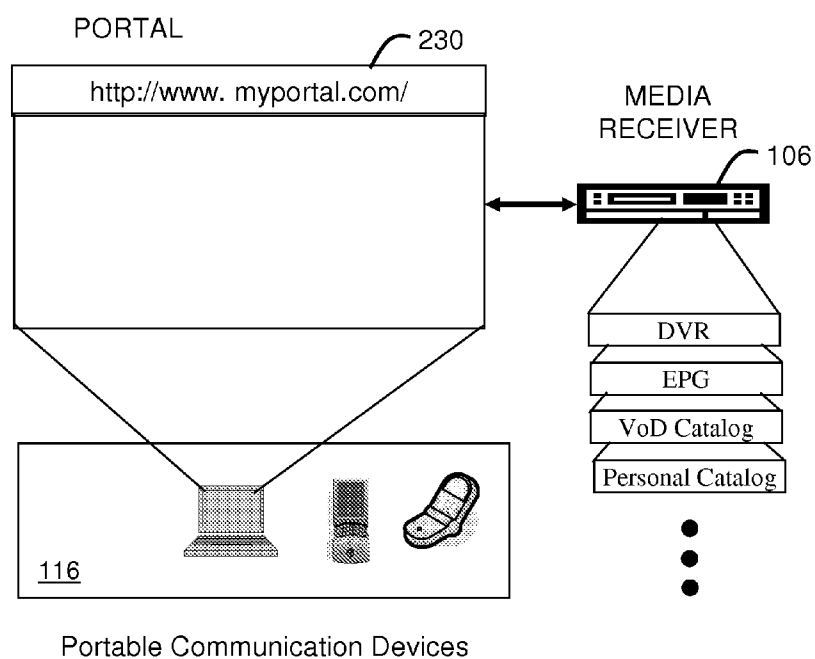 PORTAL
230
http://www. myportal.com/
MEDIA
RECEIVER
106
DVR
EPG
VoD Catalog
Personal Catalog
116
Portable Communication Devices